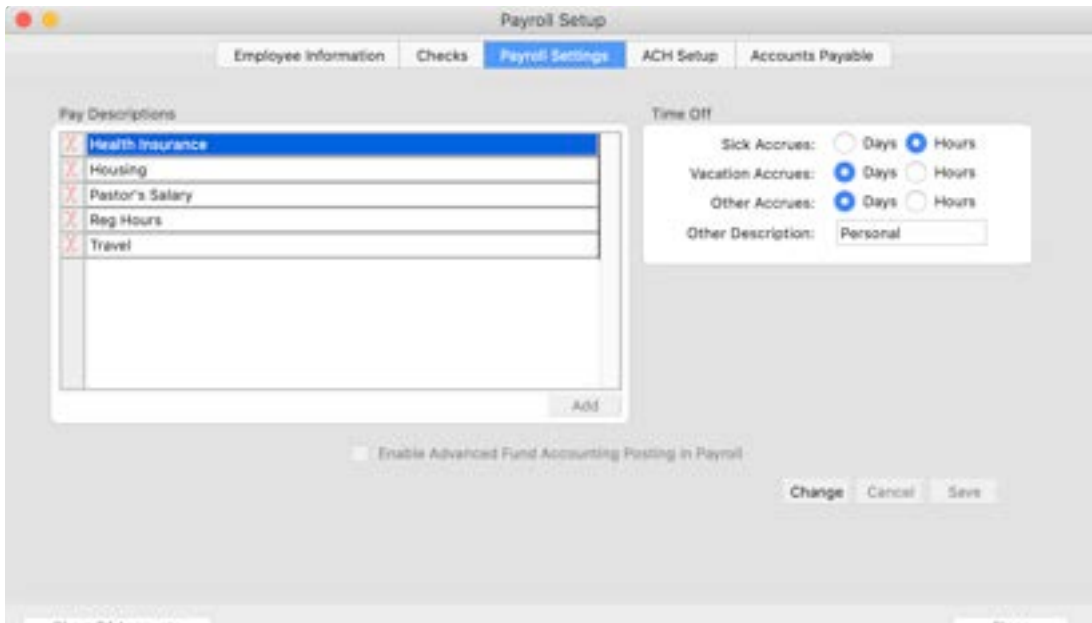 Payroll Setup
Employee Information Checks Payroll Settings ACH Setup Accounts Payable
Pay Descriptions
Health Insurance
Housing
Pastor's Salary
Reg Hours
Travel
Add
Time Off
Sick Accrues: Days Hours
Vacation Accrues: Days Hours
Other Accrues: Days Hours
Other Description: Personal
Enable Advanced Fund Accounting Posting in Payroll
Change Cancel Save